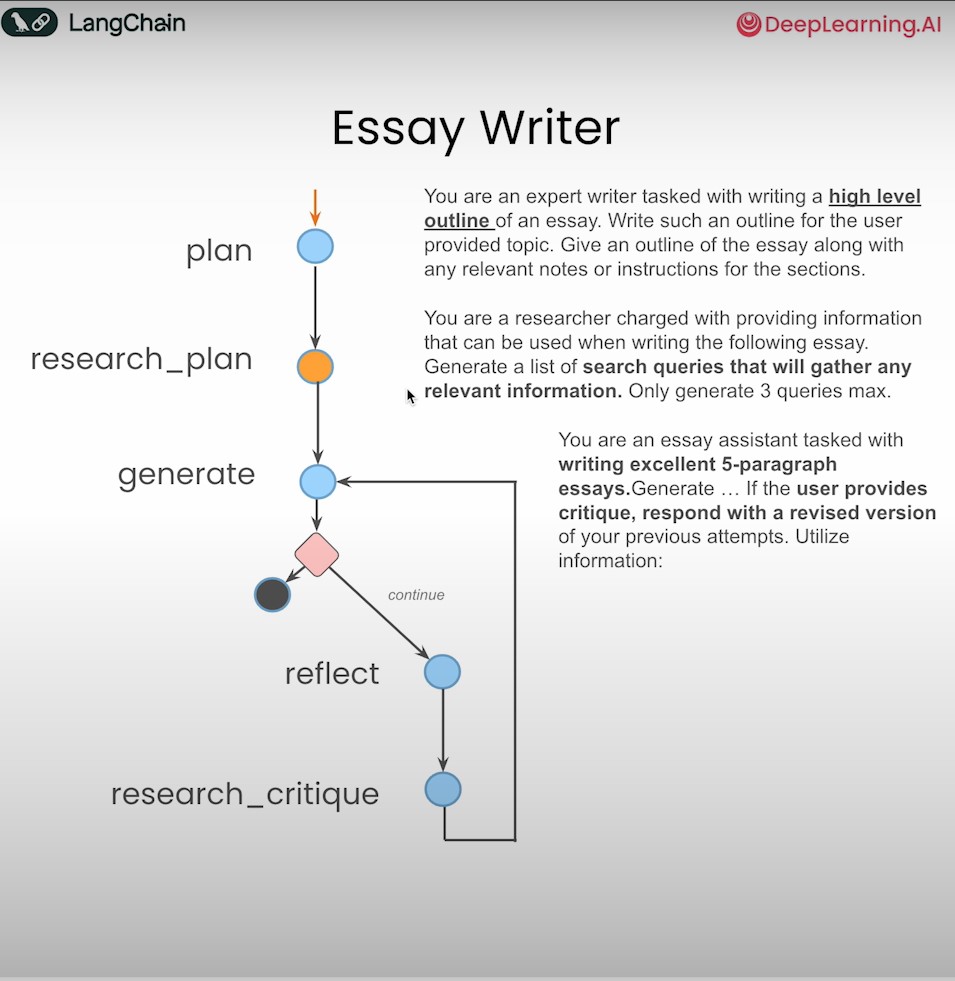 LangChain
DeepLearning.AI
Essay Writer
plan
You are an expert writer tasked with writing a high level
outline of an essay. Write such an outline for the user
provided topic. Give an outline of the essay along with
any relevant notes or instructions for the sections.
research_plan
You are a researcher charged with providing information
that can be used when writing the following essay.
Generate a list of search queries that will gather any
relevant information. Only generate 3 queries max.
generate
You are an essay assistant tasked with
writing excellent 5-paragraph
essays.Generate … If the user provides
critique, respond with a revised version
of your previous attempts. Utilize
information:
continue
reflect
research_critique